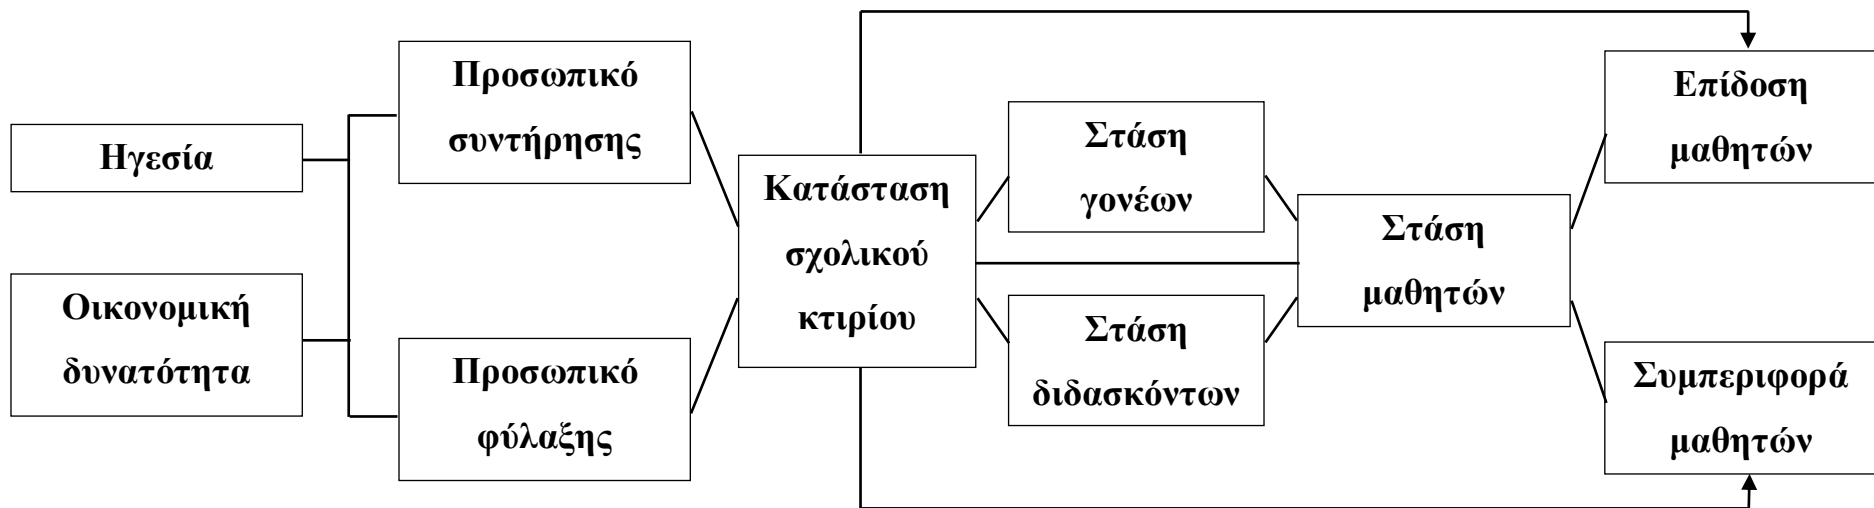 Ηγεσία
Οικονομική
δυνατότητα
Προσωπικό
συντήρησης
Προσωπικό
φύλαξης
Κατάσταση
σχολικού
κτιρίου
Στάση
γονέων
Στάση
διδασκόντων
Στάση
μαθητών
Επίδοση
μαθητών
Συμπεριφορά
μαθητών